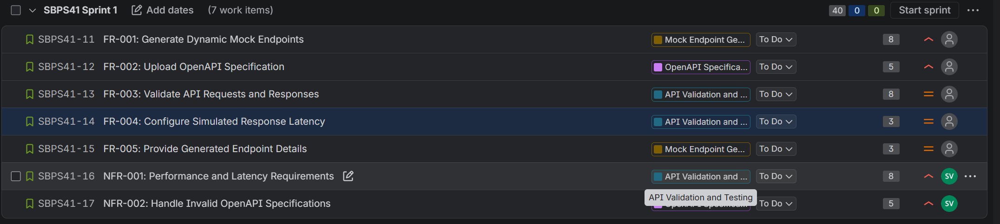 SBPS41 Sprint 1 Add dates (7 work items) 40 0 0 Start sprint
SBPS41-11 FR-001: Generate Dynamic Mock Endpoints Mock Endpoint Ge... To Do 8
SBPS41-12 FR-002: Upload OpenAPI Specification OpenAPI Specifica... To Do 5
SBPS41-13 FR-003: Validate API Requests and Responses API Validation and ... To Do 8
SBPS41-14 FR-004: Configure Simulated Response Latency API Validation and ... To Do 3
SBPS41-15 FR-005: Provide Generated Endpoint Details Mock Endpoint Ge... To Do 3
SBPS41-16 NFR-001: Performance and Latency Requirements API Validation and ... To Do 8 SV
API Validation and Testing
SBPS41-17 NFR-002: Handle Invalid OpenAPI Specifications To Do 5 SV